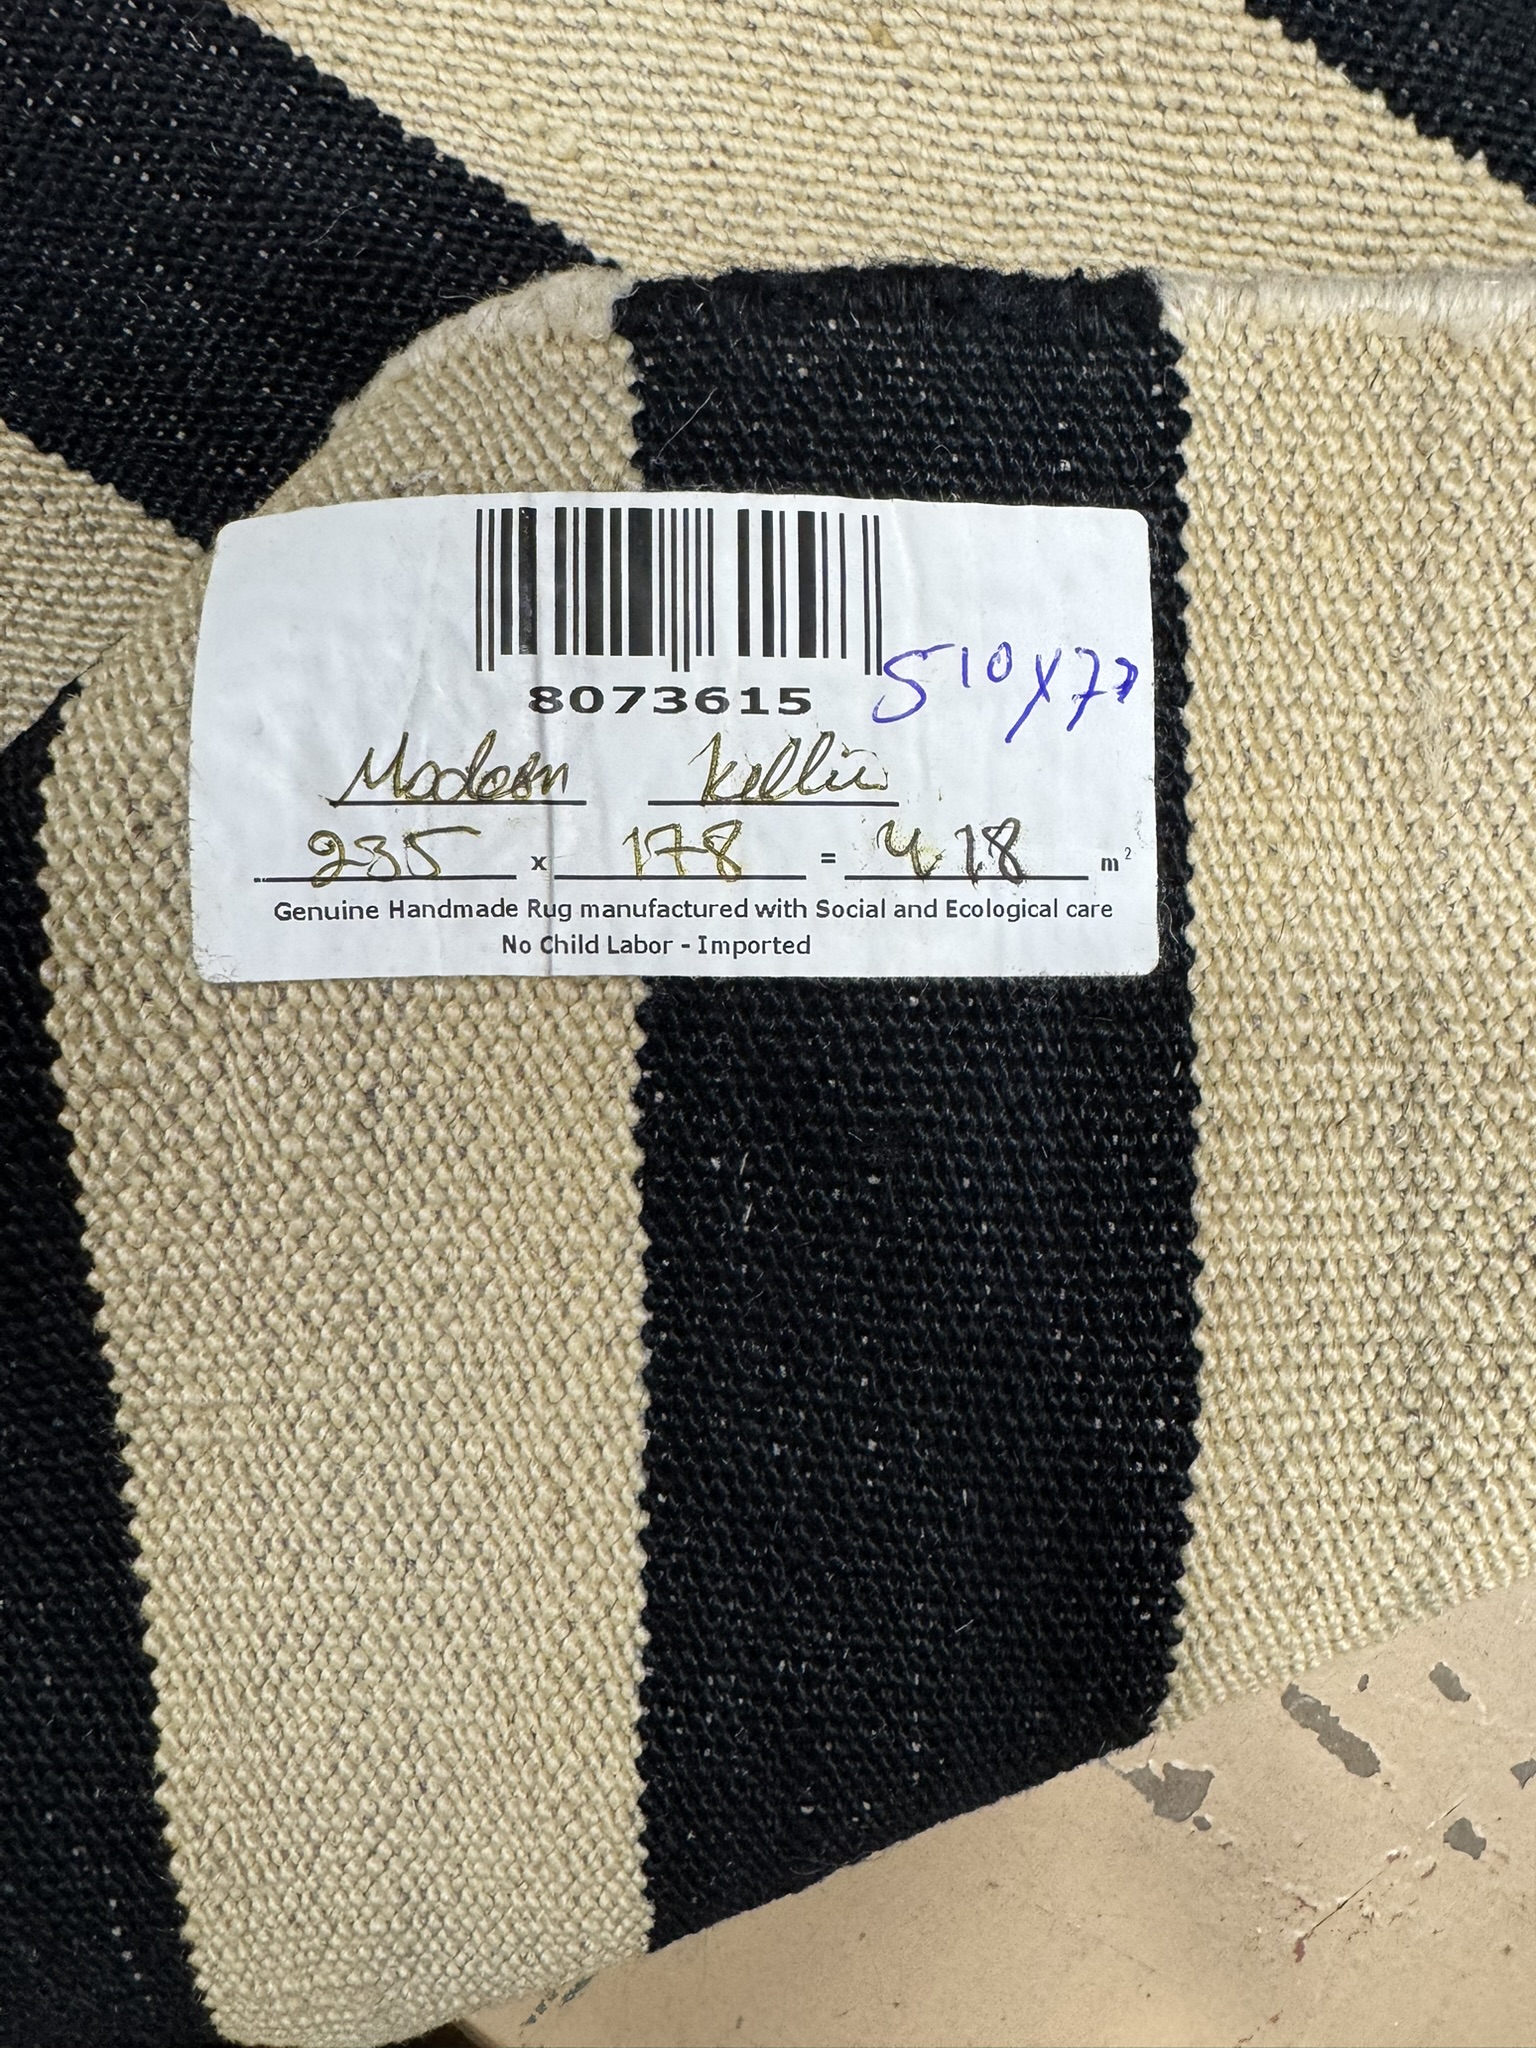 8073615
5 10 X 7 7
Modern Kellim
235 x 178 = 4.18 m²
Genuine Handmade Rug manufactured with Social and Ecological care
No Child Labor - Imported